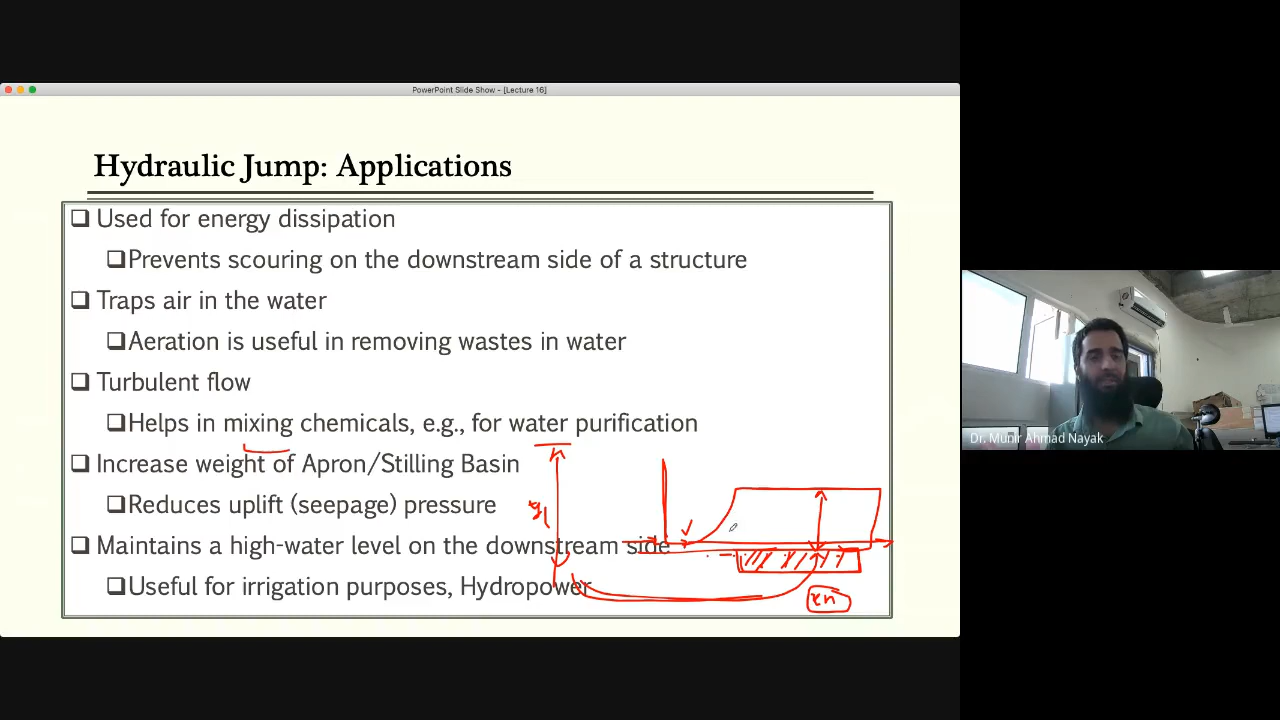 PowerPoint Slide Show - [Lecture 16]
Hydraulic Jump: Applications
Used for energy dissipation
Prevents scouring on the downstream side of a structure
Traps air in the water
Aeration is useful in removing wastes in water
Turbulent flow
Helps in mixing chemicals, e.g., for water purification
Increase weight of Apron/Stilling Basin
Reduces uplift (seepage) pressure
Maintains a high-water level on the downstream side
Useful for irrigation purposes, Hydropower
Dr. Munir Ahmad Nayak